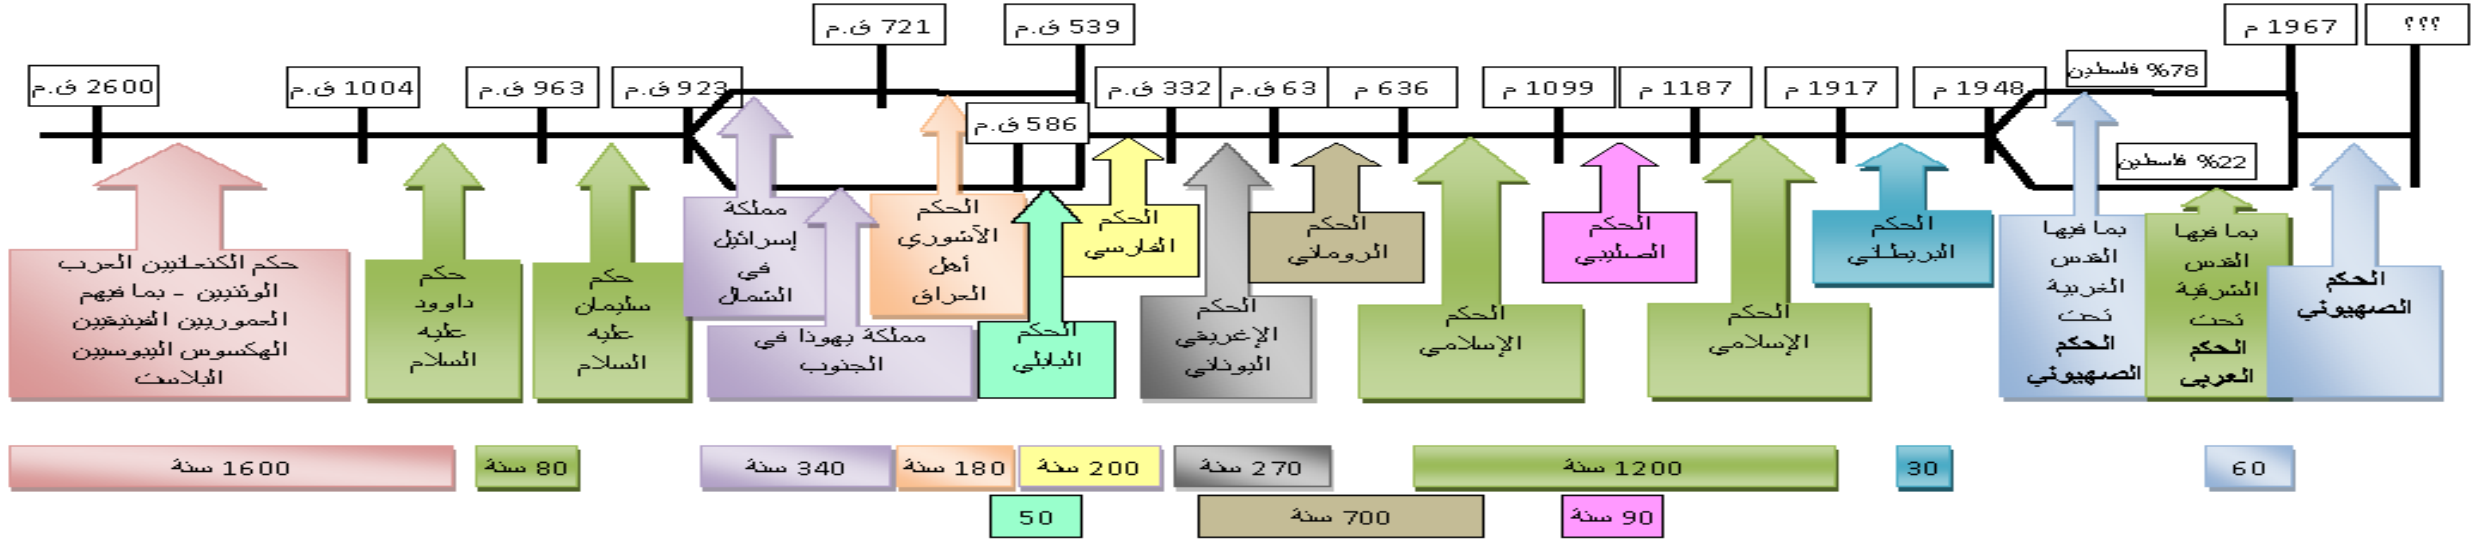 2600 ق.م
1004 ق.م
963 ق.م
923 ق.م
721 ق.م
539 ق.م
586 ق.م
332 ق.م
63 ق.م
636 م
1099 م
1187 م
1917 م
1948 م
%78 فلسطين
%22 فلسطين
1967 م
؟؟؟
حكم الكنعانيين العرب
الوثنيين - بما فيهم
العموريين الفينيقيين
الهكسوس اليبوسيين
البلاست
حكم
داوود
عليه
السلام
حكم
سليمان
عليه
السلام
مملكة
إسرائيل
في
الشمال
مملكة يهوذا في
الجنوب
الحكم
الآشوري
أهل
العراق
الحكم
البابلي
الحكم
الفارسي
الحكم
الإغريقي
اليوناني
الحكم
الروماني
الحكم
الإسلامي
الحكم
الصليبي
الحكم
الإسلامي
الحكم
البريطاني
بما فيها
القدس
الغربية
تحت
الحكم
الصهيوني
بما فيها
القدس
الشرقية
تحت
الحكم
العربي
الحكم
الصهيوني
1600 سنة
80 سنة
340 سنة
180 سنة
200 سنة
270 سنة
1200 سنة
30
60
50
700 سنة
90 سنة